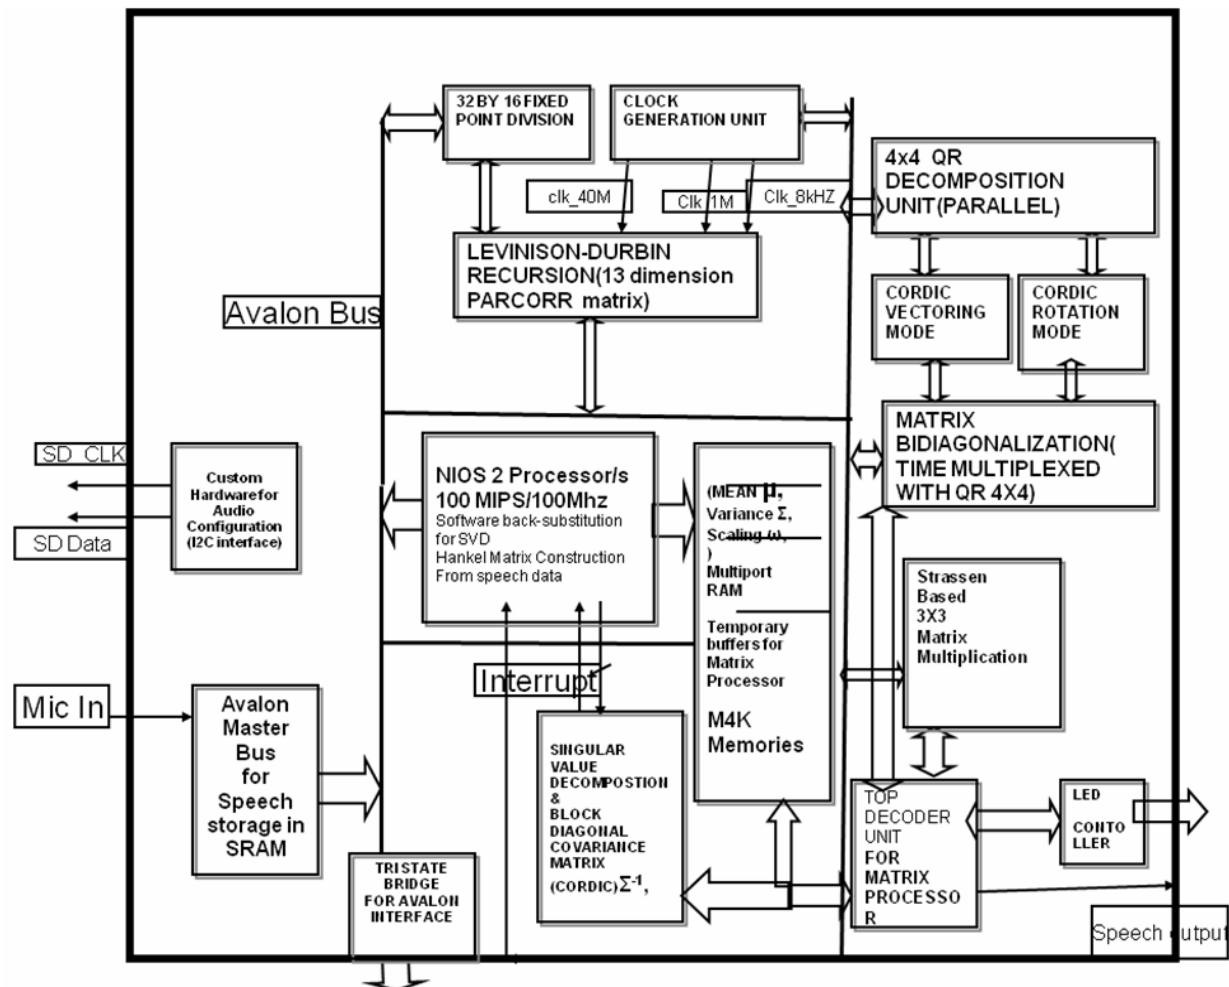 32 BY 16 FIXED
POINT DIVISION
CLOCK
GENERATION UNIT
4x4 QR
DECOMPOSITION
UNIT(PARALLEL)
clk_40M
Clk_1M
Clk_8kHZ
LEVINISON-DURBIN
RECURSION(13 dimension
PARCORR matrix)
Avalon Bus
CORDIC
VECTORING
MODE
CORDIC
ROTATION
MODE
MATRIX
BIDIAGONALIZATION(
TIME MULTIPLEXED
WITH QR 4X4)
SD_CLK
SD Data
Custom
Hardware for
Audio
Configuration
(I2C interface)
NIOS 2 Processor/s
100 MIPS/100Mhz
Software back-substitution
for SVD
Hankel Matrix Construction
From speech data
(MEAN μ,
Variance Σ,
Scaling ω,
)
Multiport
RAM
Temporary
buffers for
Matrix
Processor
M4K
Memories
Strassen
Based
3X3
Matrix
Multiplication
Interrupt
Mic In
Avalon
Master
Bus
for
Speech
storage in
SRAM
SINGULAR
VALUE
DECOMPOSTION
&
BLOCK
DIAGONAL
COVARIANCE
MATRIX
(CORDIC)Σ⁻¹,
TOP
DECODER
UNIT
FOR
MATRIX
PROCESSO
R
LED
CONTO
LLER
TRISTATE
BRIDGE
FOR AVALON
INTERFACE
Speech output